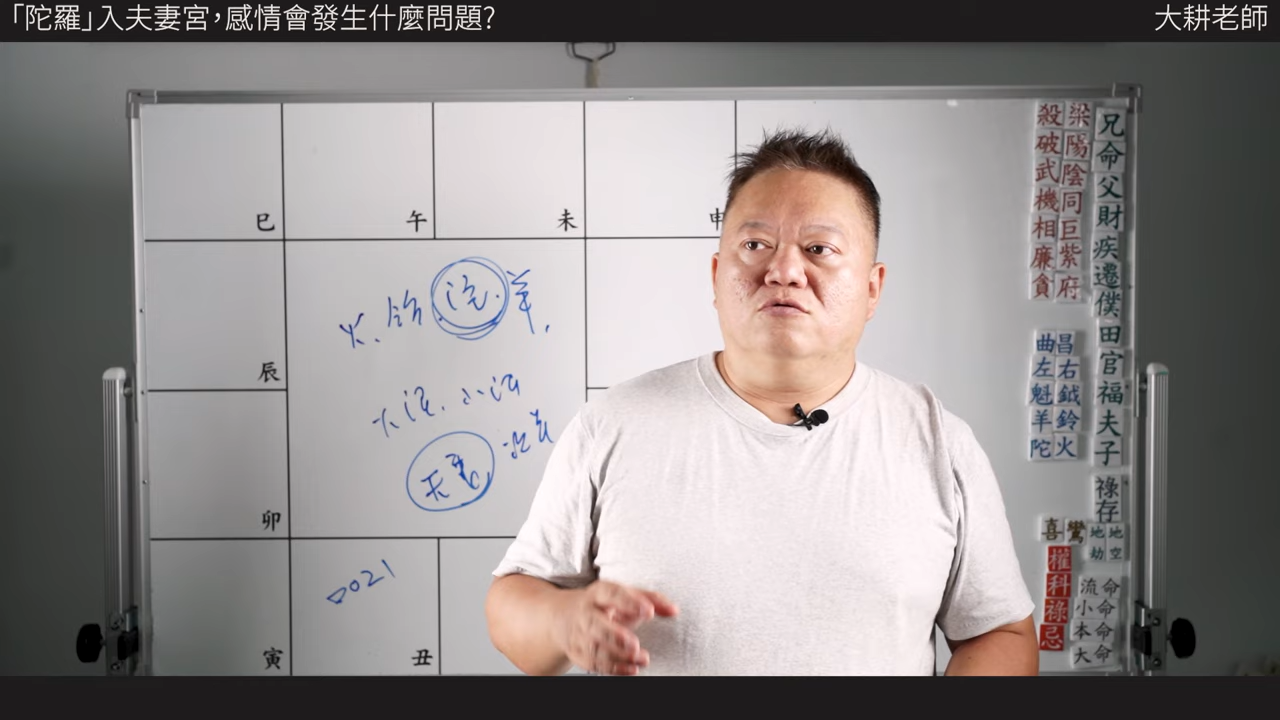 「陀羅」入夫妻宮，感情會發生什麼問題?
大耕老師
巳
午
未
申
辰
卯
寅
丑
火.鈴.陀.羊.
2021
殺梁
破陽
武陰
機同
相巨
廉紫
貪府
曲昌
左右
魁鉞
羊鈴
陀火
兄
命
父
財
疾
遷
僕
田
官
福
夫
子
祿
存
喜鸞
地地
劫空
權
科
祿
忌
流命
小命
本命
大命